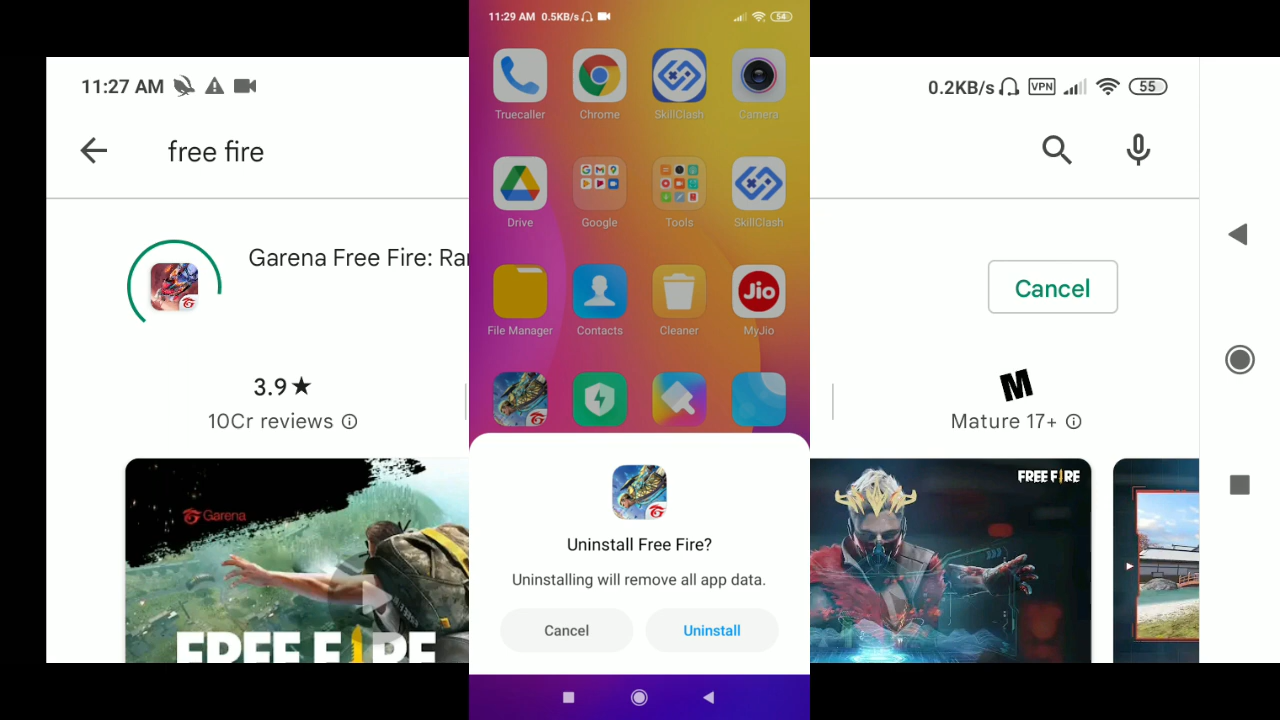 11:27 AM
0.2KB/s VPN 55
free fire
Garena Free Fire: Ra
Cancel
3.9★
10Cr reviews
M
Mature 17+
Garena
FREE FIRE
FREE FIRE
11:29 AM 0.5KB/s 54
Truecaller Chrome SkillClash Camera
Drive Google Tools SkillClash
File Manager Contacts Cleaner MyJio
Jio
Uninstall Free Fire?
Uninstalling will remove all app data.
Cancel Uninstall